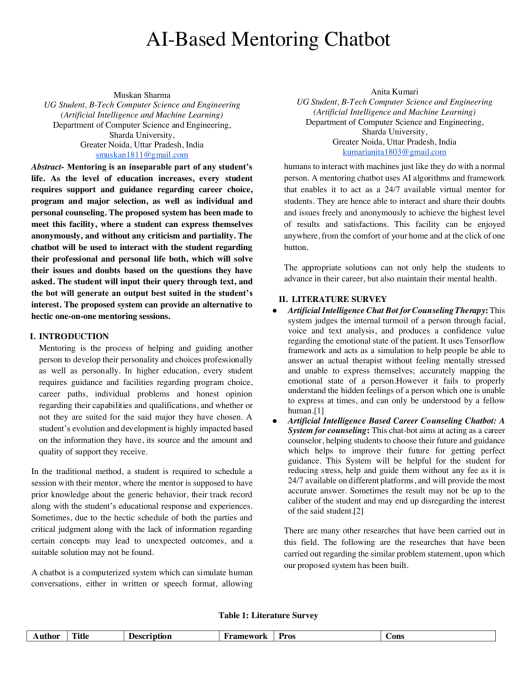 AI-Based Mentoring Chatbot
Muskan Sharma
UG Student, B-Tech Computer Science and Engineering
(Artificial Intelligence and Machine Learning)
Department of Computer Science and Engineering,
Sharda University,
Greater Noida, Uttar Pradesh, India
smuskan1811@gmail.com
Abstract- Mentoring is an inseparable part of any student's
life. As the level of education increases, every student
requires support and guidance regarding career choice,
program and major selection, as well as individual and
personal counseling. The proposed system has been made to
meet this facility, where a student can express themselves
anonymously, and without any criticism and partiality. The
chatbot will be used to interact with the student regarding
their professional and personal life both, which will solve
their issues and doubts based on the questions they have
asked. The student will input their query through text, and
the bot will generate an output best suited in the student's
interest. The proposed system can provide an alternative to
hectic one-on-one mentoring sessions.
I. INTRODUCTION
Mentoring is the process of helping and guiding another
person to develop their personality and choices professionally
as well as personally. In higher education, every student
requires guidance and facilities regarding program choice,
career paths, individual problems and honest opinion
regarding their capabilities and qualifications, and whether or
not they are suited for the said major they have chosen. A
student's evolution and development is highly impacted based
on the information they have, its source and the amount and
quality of support they receive.
In the traditional method, a student is required to schedule a
session with their mentor, where the mentor is supposed to have
prior knowledge about the generic behavior, their track record
along with the student's educational response and experiences.
Sometimes, due to the hectic schedule of both the parties and
critical judgment along with the lack of information regarding
certain concepts may lead to unexpected outcomes, and a
suitable solution may not be found.
A chatbot is a computerized system which can simulate human
conversations, either in written or speech format, allowing
Anita Kumari
UG Student, B-Tech Computer Science and Engineering
(Artificial Intelligence and Machine Learning)
Department of Computer Science and Engineering,
Sharda University,
Greater Noida, Uttar Pradesh, India
kumarianita1803@gmail.com
humans to interact with machines just like they do with a normal
person. A mentoring chatbot uses AI algorithms and framework
that enables it to act as a 24/7 available virtual mentor for
students. They are hence able to interact and share their doubts
and issues freely and anonymously to achieve the highest level
of results and satisfactions. This facility can be enjoyed
anywhere, from the comfort of your home and at the click of one
button.
The appropriate solutions can not only help the students to
advance in their career, but also maintain their mental health.
II. LITERATURE SURVEY
● Artificial Intelligence Chat Bot for Counseling Therapy: This
system judges the internal turmoil of a person through facial,
voice and text analysis, and produces a confidence value
regarding the emotional state of the patient. It uses Tensorflow
framework and acts as a simulation to help people be able to
answer an actual therapist without feeling mentally stressed
and unable to express themselves; accurately mapping the
emotional state of a person.However it fails to properly
understand the hidden feelings of a person which one is unable
to express at times, and can only be understood by a fellow
human.[1]
● Artificial Intelligence Based Career Counseling Chatbot: A
System for counseling: This chat-bot aims at acting as a career
counselor, helping students to choose their future and guidance
which helps to improve their future for getting perfect
guidance. This System will be helpful for the student for
reducing stress, help and guide them without any fee as it is
24/7 available on different platforms, and will provide the most
accurate answer. Sometimes the result may not be up to the
caliber of the student and may end up disregarding the interest
of the said student.[2]
There are many other researches that have been carried out in
this field. The following are the researches that have been
carried out regarding the similar problem statement, upon which
our proposed system has been built.
Table 1: Literature Survey
Author Title Description Framework Pros Cons